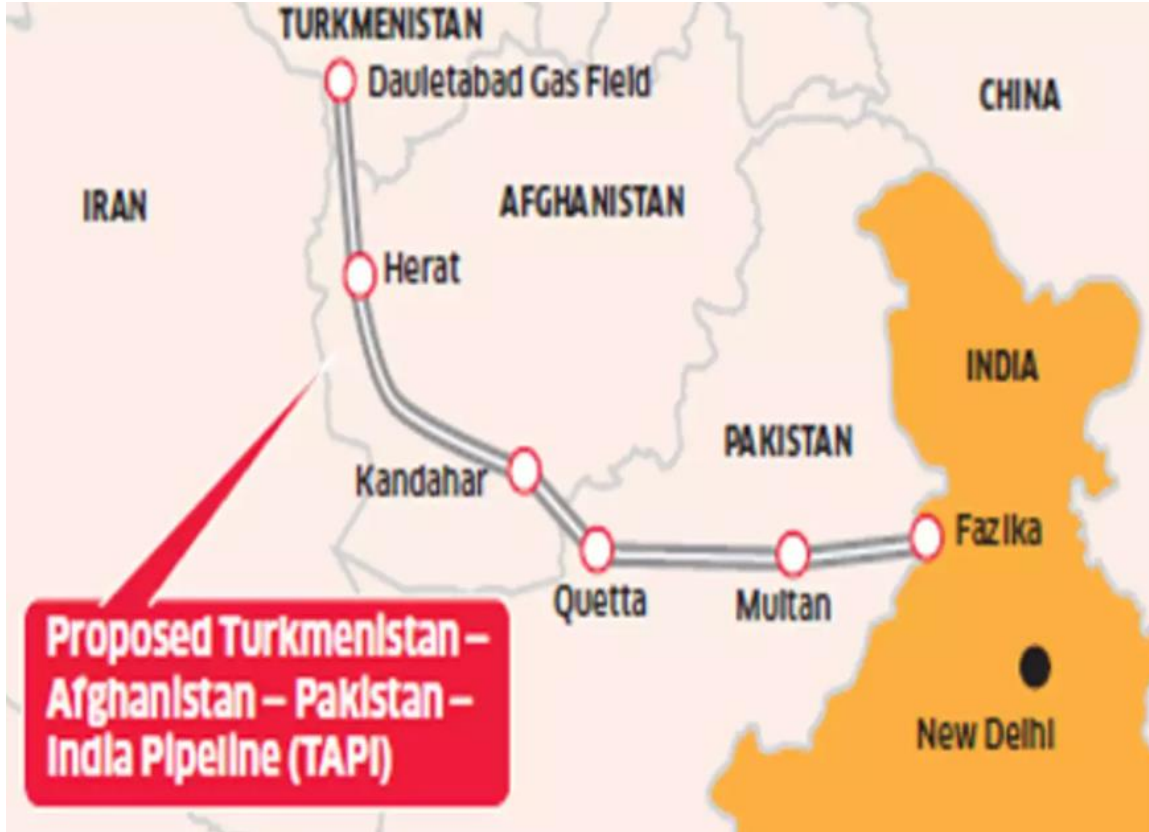 TURKMENISTAN
Dauletabad Gas Field
CHINA
IRAN
AFGHANISTAN
Herat
INDIA
PAKISTAN
Kandahar
Fazika
Quetta
Multan
Proposed Turkmenistan –
Afghanistan – Pakistan –
India Pipeline (TAPI)
New Delhi